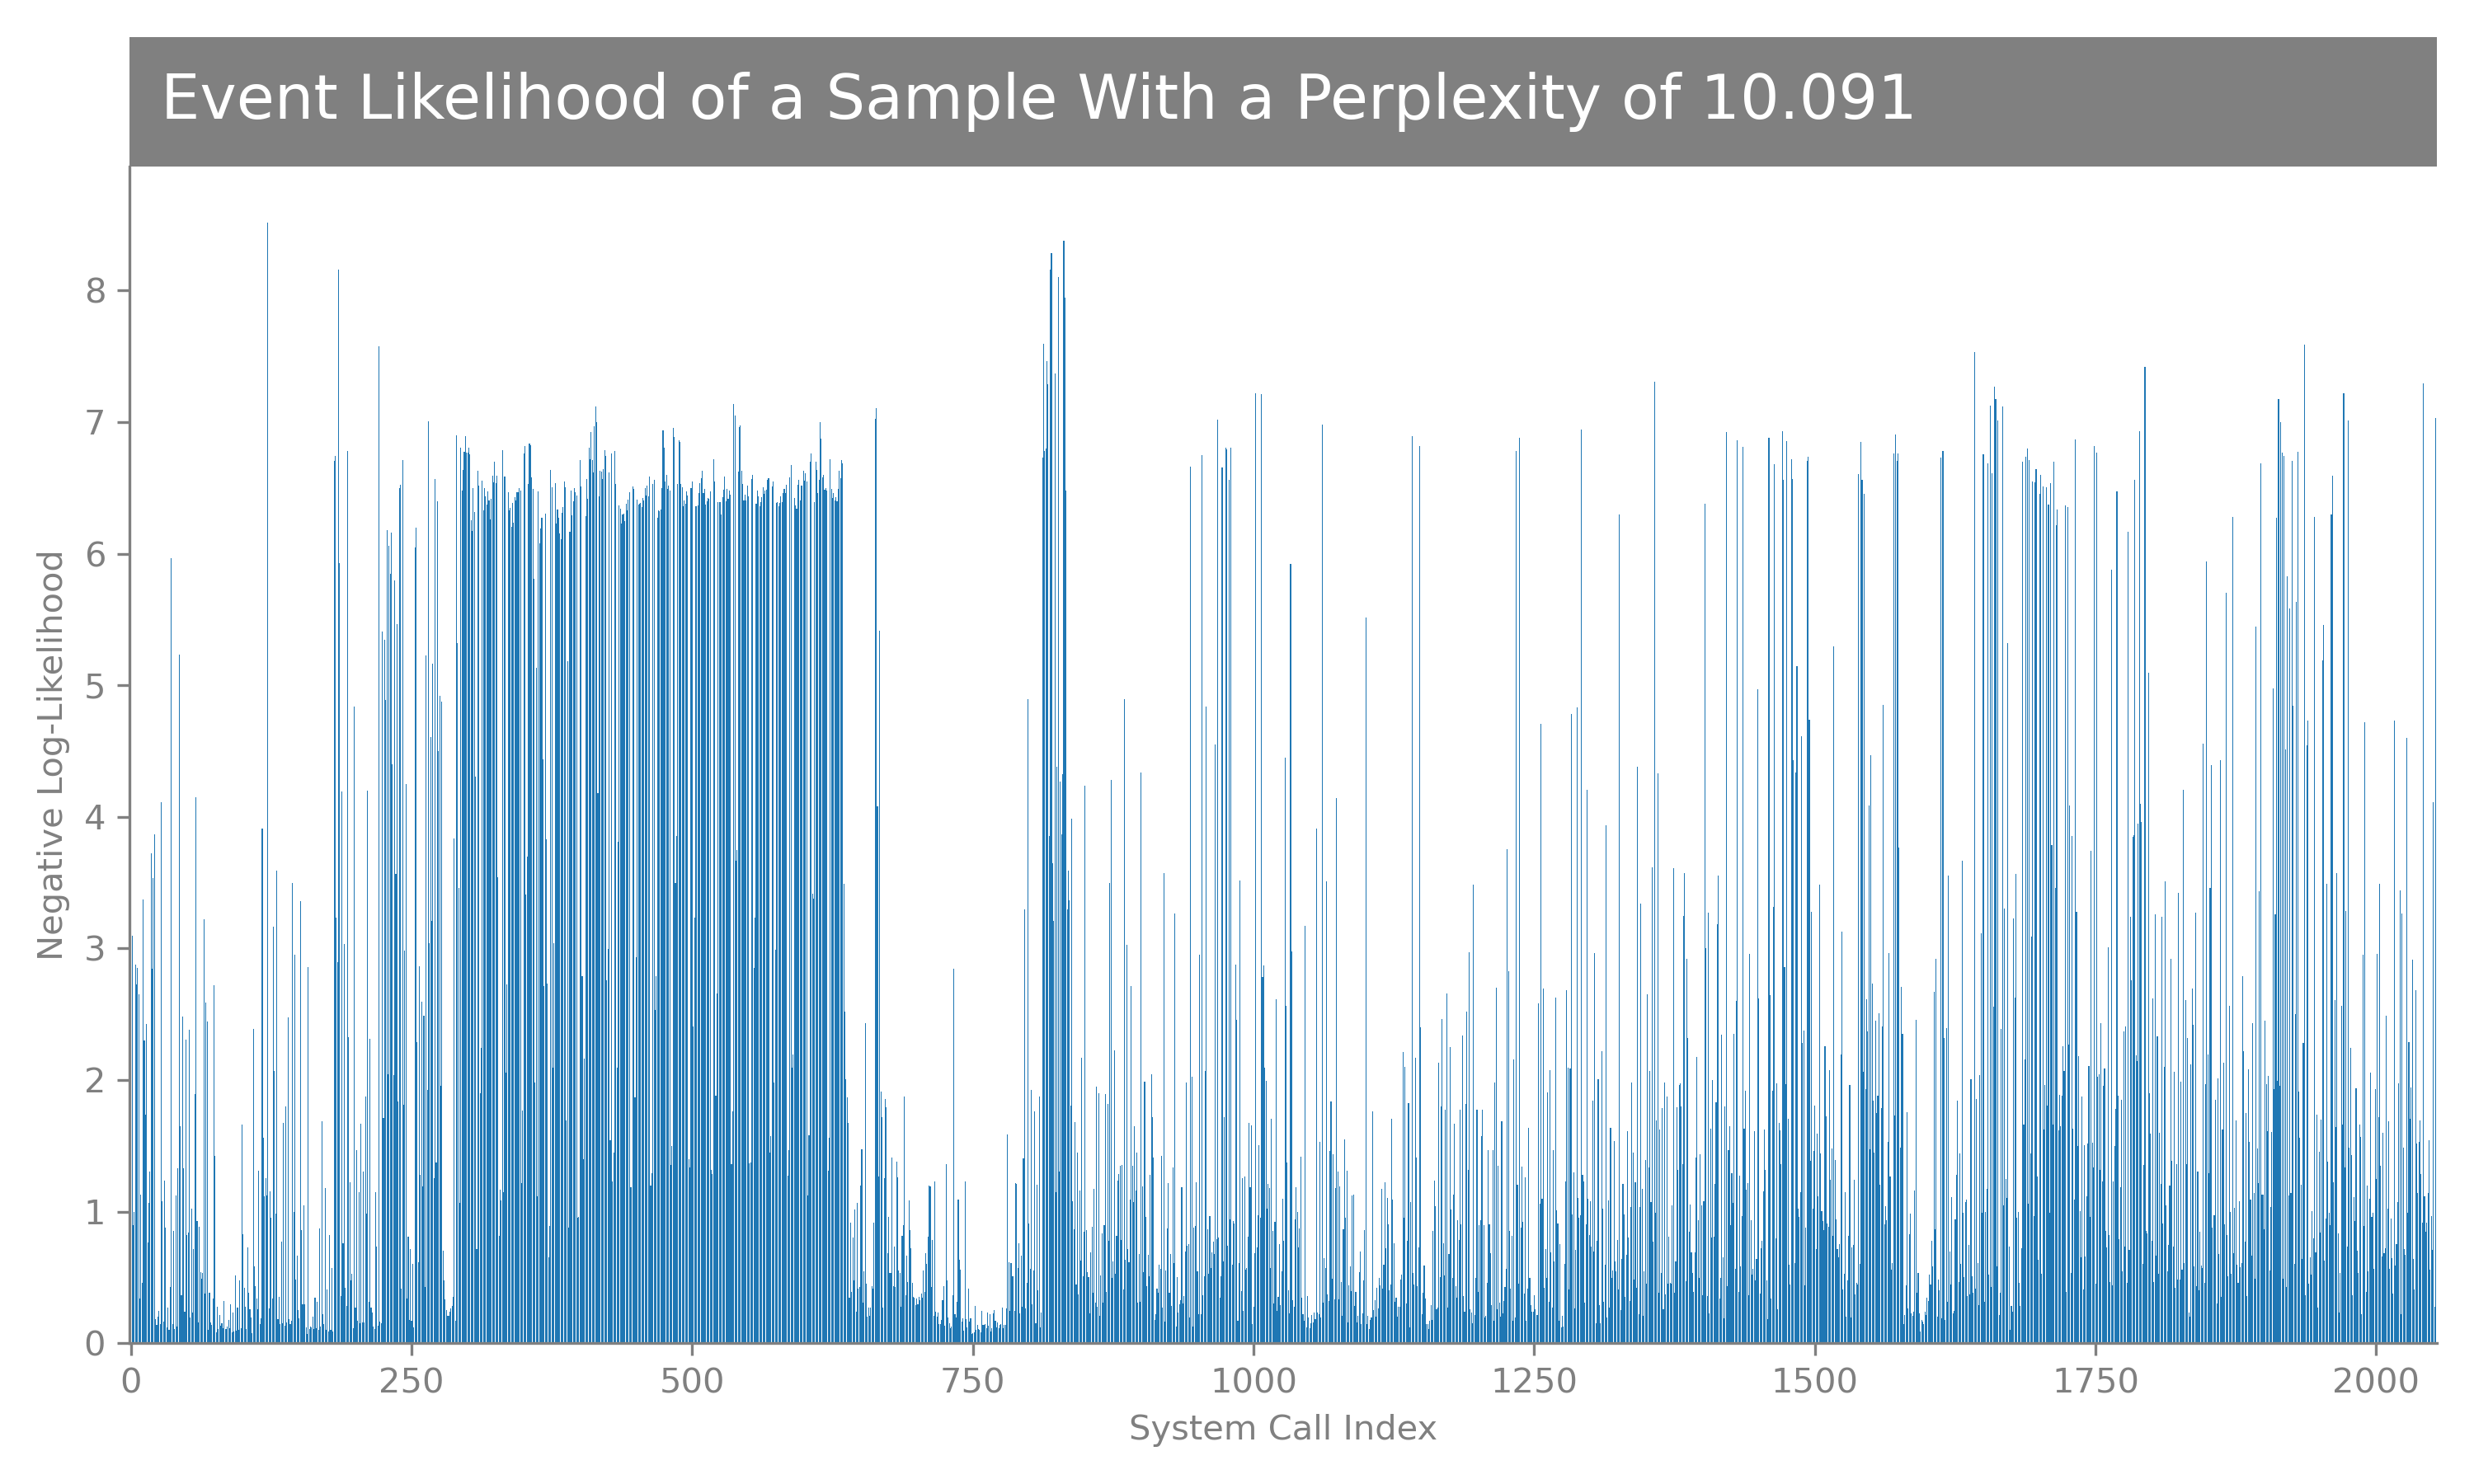 Event Likelihood of a Sample With a Perplexity of 10.091
Negative Log-Likelihood
8
7
6
5
4
3
2
1
0
0 250 500 750 1000 1250 1500 1750 2000
System Call Index